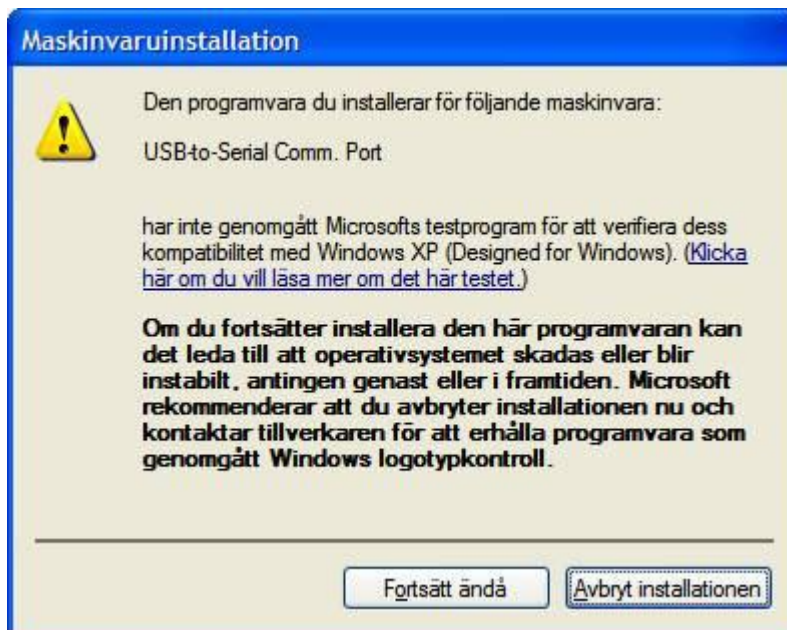 Maskinvaruinstallation
Den programvara du installerar för följande maskinvara:
USB-to-Serial Comm. Port
har inte genomgått Microsofts testprogram för att verifiera dess
kompatibilitet med Windows XP (Designed for Windows). (Klicka
här om du vill läsa mer om det här testet.)
Om du fortsätter installera den här programvaran kan
det leda till att operativsystemet skadas eller blir
instabilt, antingen genast eller i framtiden. Microsoft
rekommenderar att du avbryter installationen nu och
kontaktar tillverkaren för att erhålla programvara som
genomgått Windows logotypkontroll.
Fortsätt ändå
Avbryt installationen